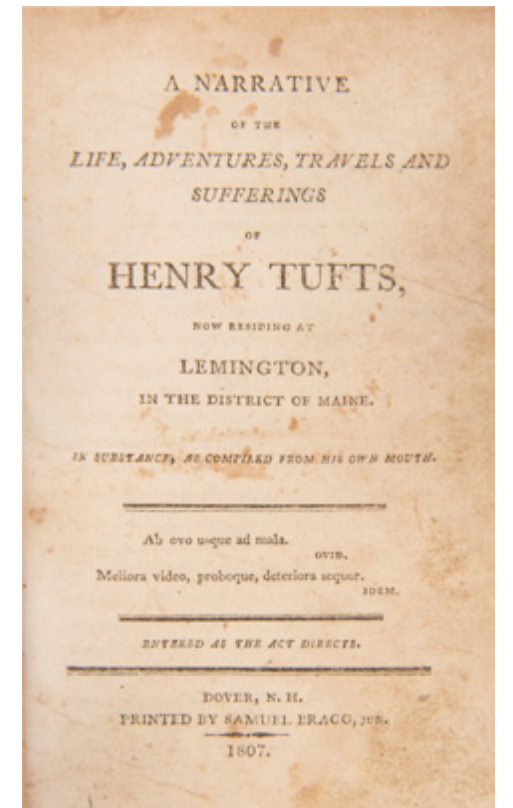 A NARRATIVE
OF THE
LIFE, ADVENTURES, TRAVELS AND
SUFFERINGS
OF
HENRY TUFTS,
NOW RESIDING AT
LEMINGTON,
IN THE DISTRICT OF MAINE.
IN SUBSTANCE, AS COMPILED FROM HIS OWN MOUTH.
Ab ovo usque ad mala.
OVID.
Meliora video, proboque, deteriora sequor.
IDEM.
ENTERED AS THE ACT DIRECTS.
DOVER, N. H.
PRINTED BY SAMUEL BRAGG, JUN.
1807.